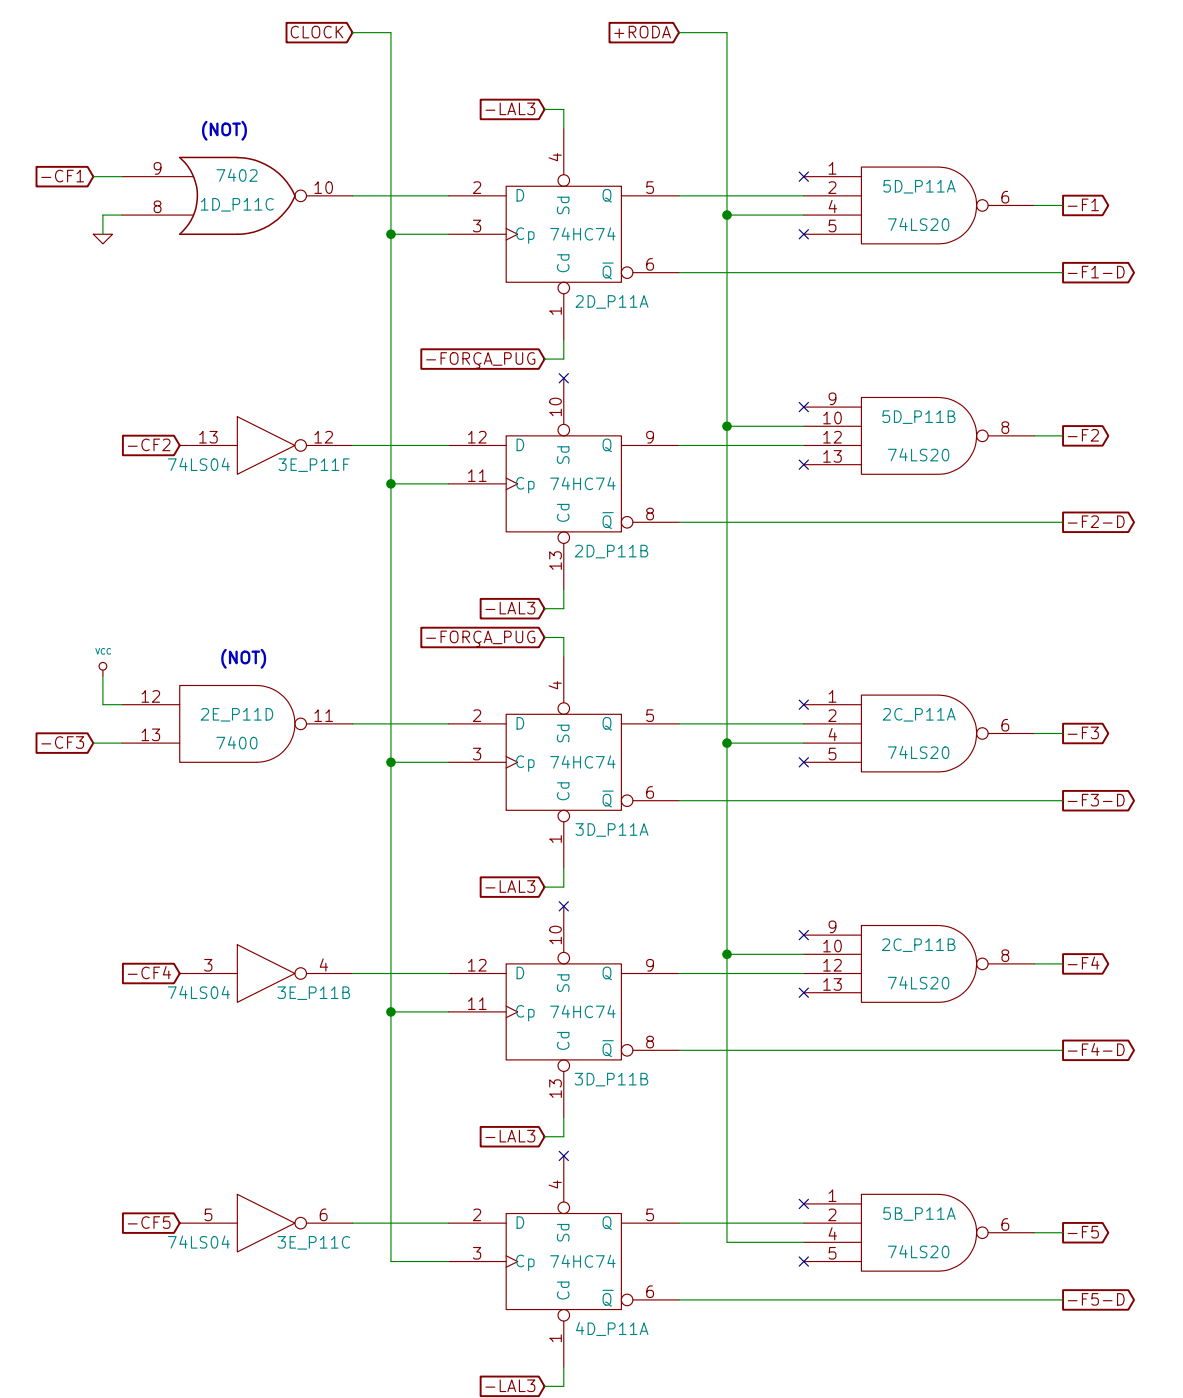 CLOCK
+RODA
-LAL3
(NOT)
4
-CF1
9
7402
10
2
D
Sd
Q
5
1
2
5D_P11A
6
-F1
8
1D_P11C
3
Cp
74HC74
4
5
74LS20
Cd
Q
6
-F1-D
2D_P11A
1
-FORÇA_PUG
10
9
5D_P11B
-CF2
13
12
12
D
Sd
Q
9
10
12
8
-F2
74LS04
3E_P11F
13
74LS20
11
Cp
74HC74
Cd
Q
8
-F2-D
2D_P11B
13
-LAL3
-FORÇA_PUG
VCC
(NOT)
4
12
2E_P11D
11
2
D
Sd
Q
5
1
2
2C_P11A
6
-F3
-CF3
13
7400
3
Cp
74HC74
4
5
74LS20
Cd
Q
6
-F3-D
3D_P11A
1
-LAL3
10
9
2C_P11B
-CF4
3
4
12
D
Sd
Q
9
10
12
8
-F4
74LS04
3E_P11B
13
74LS20
11
Cp
74HC74
Cd
Q
8
-F4-D
3D_P11B
13
-LAL3
4
1
5B_P11A
-CF5
5
6
2
D
Sd
Q
5
2
4
6
-F5
74LS04
3E_P11C
5
74LS20
3
Cp
74HC74
Cd
Q
6
-F5-D
4D_P11A
1
-LAL3